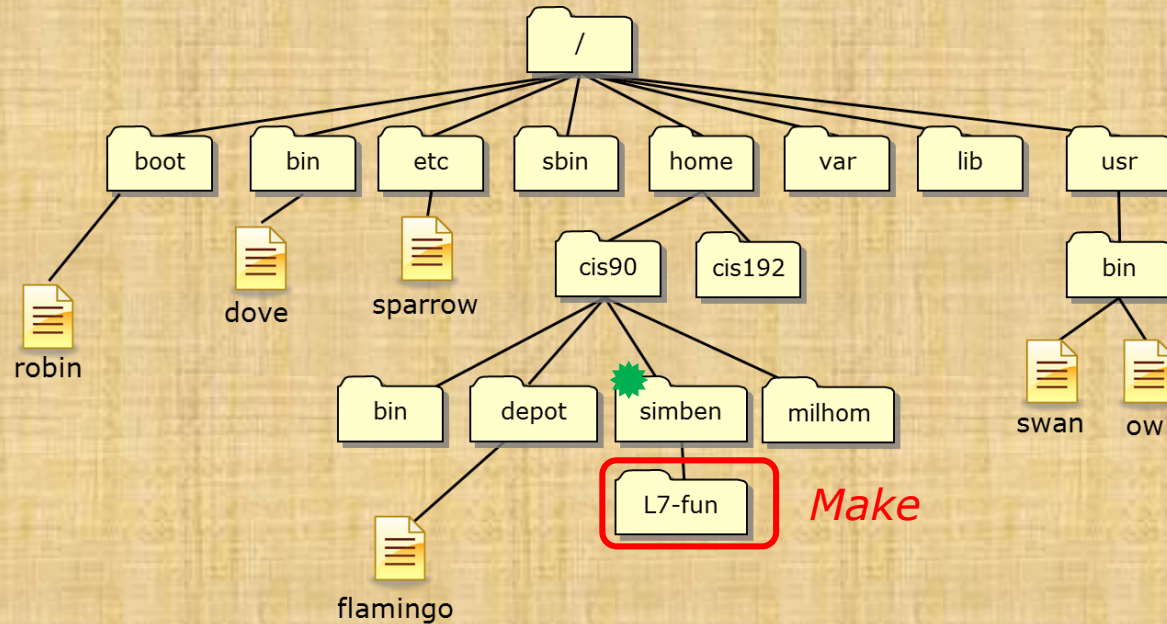 /
boot
bin
etc
sbin
home
var
lib
usr
cis90
cis192
bin
dove
sparrow
robin
bin
depot
simben
milhom
swan
L7-fun
Make
flamingo